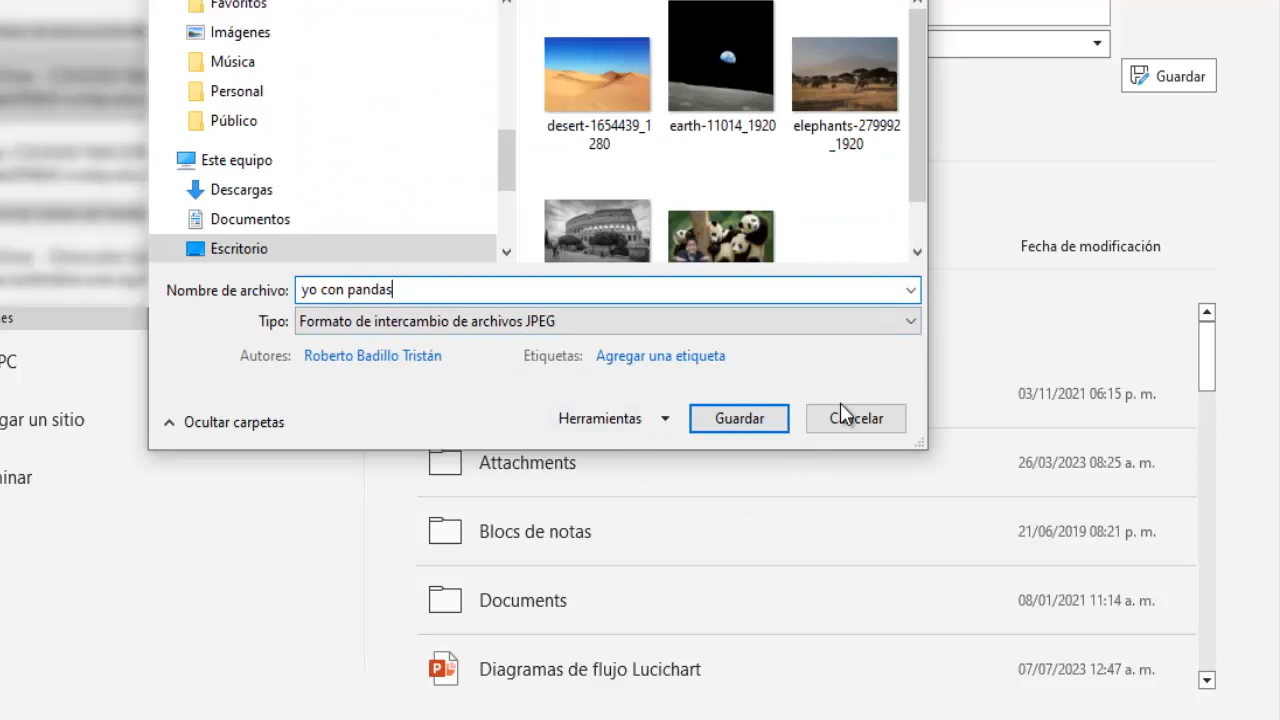 Favoritos
Imágenes
Música
Personal
Público
Este equipo
Descargas
Documentos
Escritorio
desert-1654439_1
280
earth-11014_1920
elephants-279992
_1920
Nombre de archivo: yo con pandas
Tipo: Formato de intercambio de archivos JPEG
Autores: Roberto Badillo Tristán Etiquetas: Agregar una etiqueta
Ocultar carpetas Herramientas Guardar Cancelar
Guardar
Fecha de modificación
es
PC
gar un sitio
inar
03/11/2021 06:15 p. m.
Attachments 26/03/2023 08:25 a. m.
Blocs de notas 21/06/2019 08:21 p. m.
Documents 08/01/2021 11:14 a. m.
Diagramas de flujo Lucichart 07/07/2023 12:47 a. m.